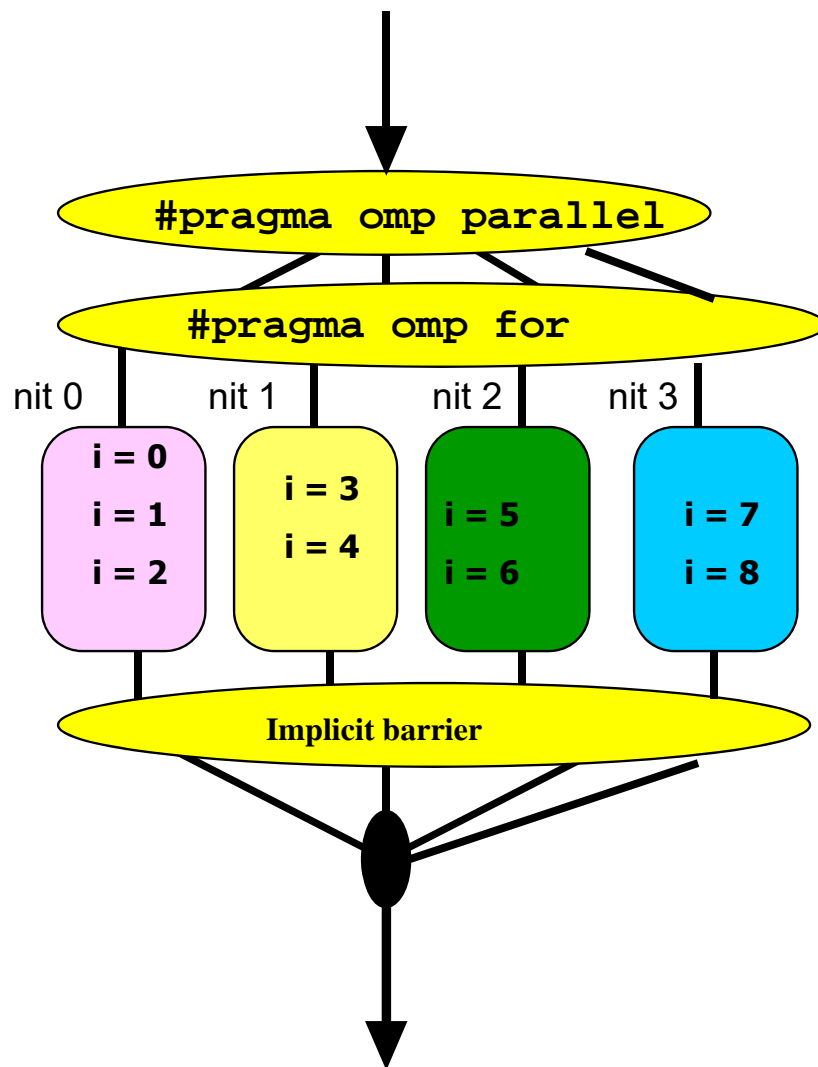 #pragma omp parallel
#pragma omp for
nit 0
nit 1
nit 2
nit 3
i = 0
i = 1
i = 2
i = 3
i = 4
i = 5
i = 6
i = 7
i = 8
Implicit barrier